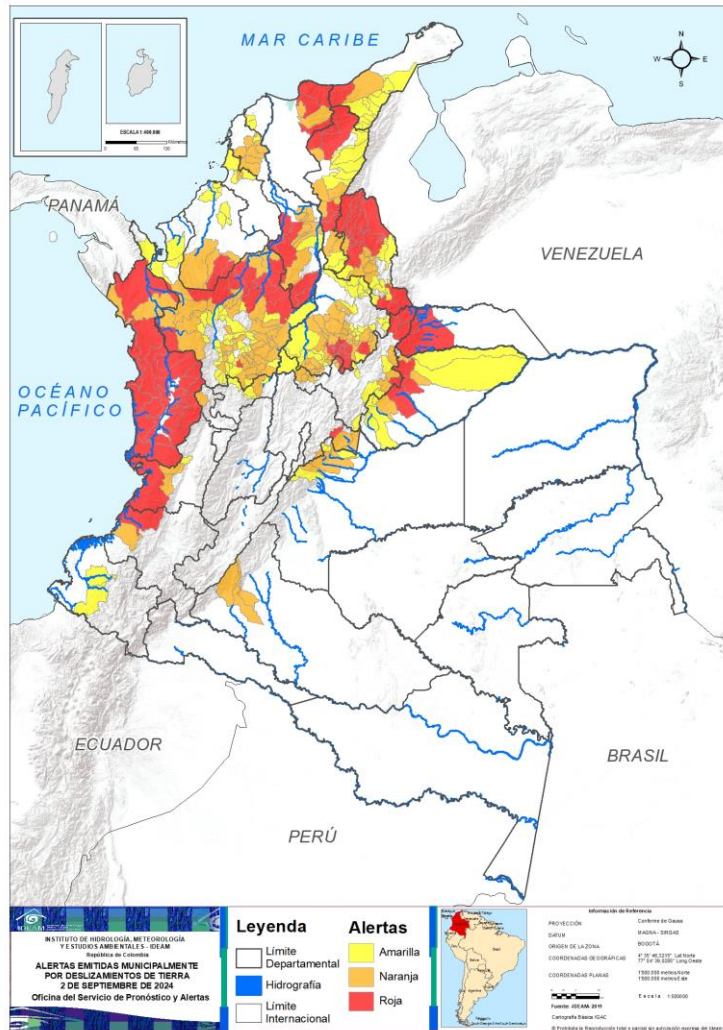 MAR CARIBE
N
W
E
S
ESCALA 1:400,000
PANAMÁ
VENEZUELA
OCÉANO
PACÍFICO
ECUADOR
BRASIL
PERÚ
IDEAM
INSTITUTO DE HIDROLOGÍA, METEOROLOGÍA
Y ESTUDIOS AMBIENTALES - IDEAM
República de Colombia
ALERTAS EMITIDAS MUNICIPALMENTE
POR DESLIZAMIENTOS DE TIERRA
2 DE SEPTIEMBRE DE 2024
Oficina del Servicio de Pronóstico y Alertas
Leyenda
Límite
Departamental
Hidrografía
Límite
Internacional
Alertas
Amarilla
Naranja
Roja
Información de Referencia
PROYECCIÓN Conforme de Gauss
DATUM MAGNA - SIRGAS
ORIGEN DE LA ZONA BOGOTÁ
COORDENADAS GEOGRÁFICAS
COORDENADAS PLANAS
Escala
Fuente: IDEAM- 2019
Cartografía Básica IGAC